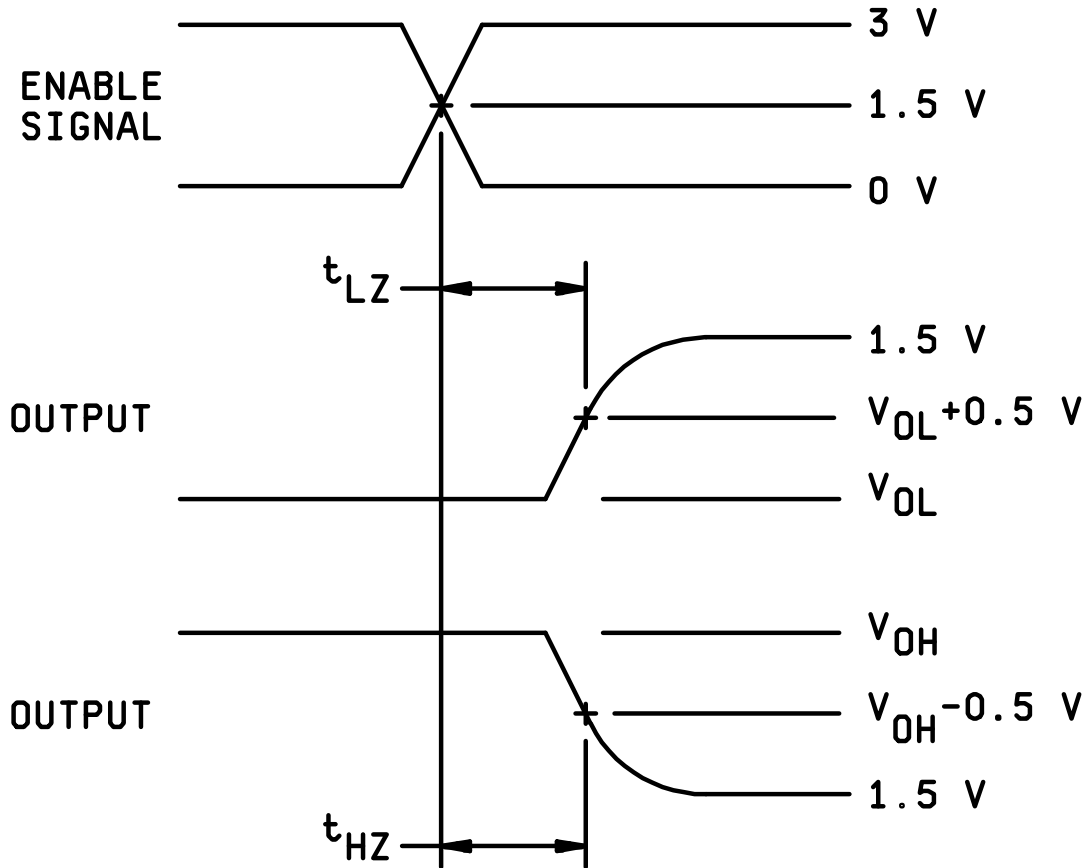 3 V
ENABLE
SIGNAL
1.5 V
0 V
tLZ
1.5 V
OUTPUT
VOL+0.5 V
VOL
VOH
OUTPUT
VOH-0.5 V
1.5 V
tHZ